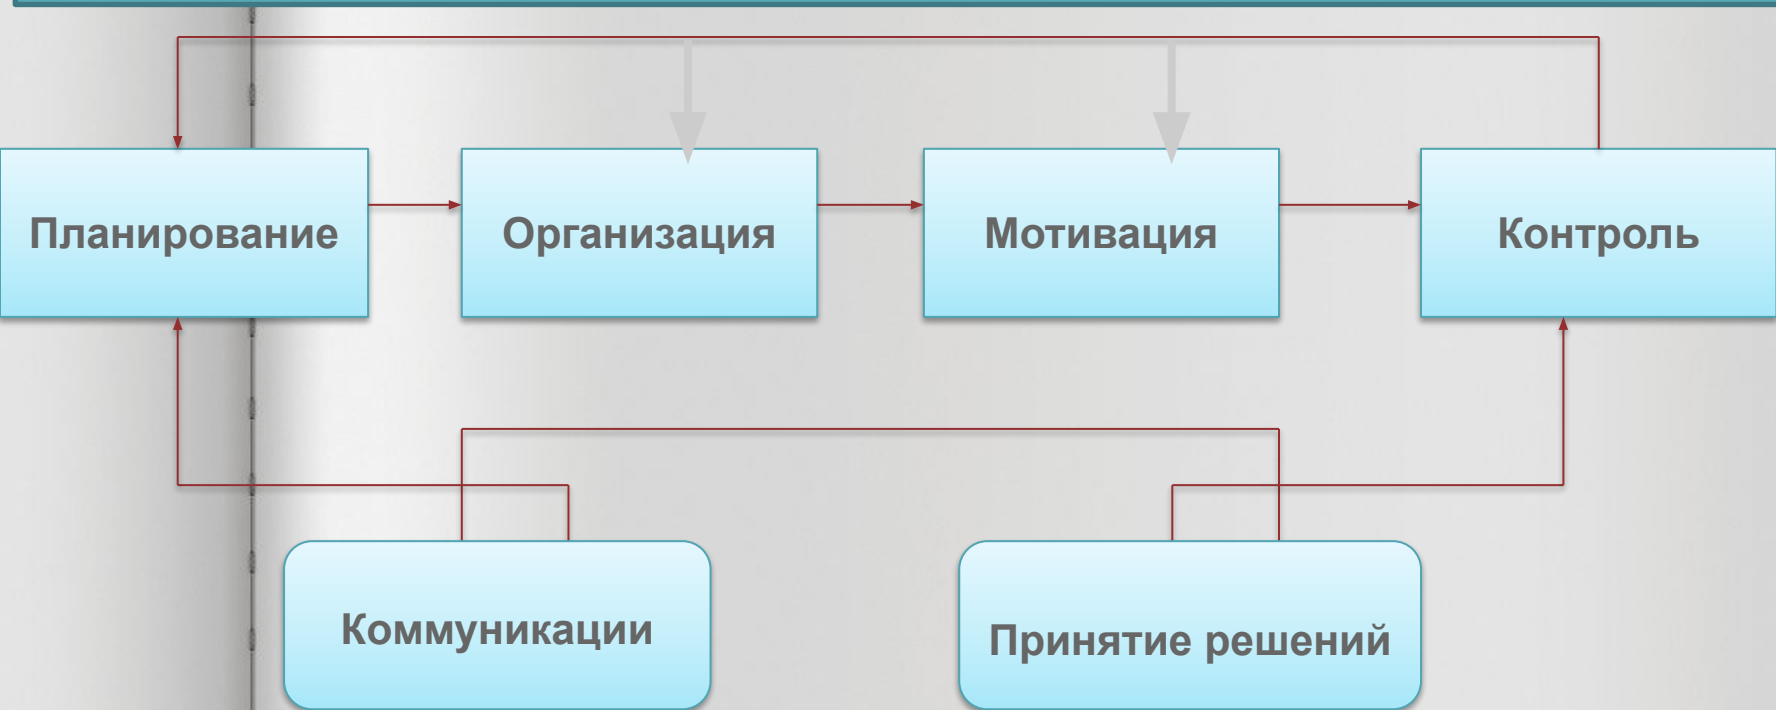 Планирование
Организация
Мотивация
Контроль
Коммуникации
Принятие решений